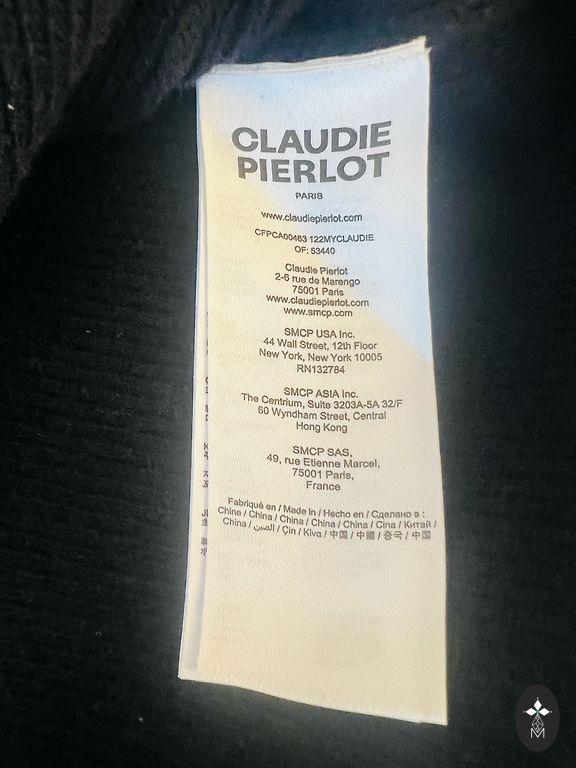 CLAUDIE
PIERLOT
PARIS
www.claudiepierlot.com
CFPCA00463 122MYCLAUDIE
OF: 53440
Claudie Pierlot
2-6 rue de Marengo
75001 Paris
www.claudiepierlot.com
www.smcp.com
SMCP USA Inc.
44 Wall Street, 12th Floor
New York, New York 10005
RN132784
SMCP ASIA Inc.
The Centrium, Suite 3203A-5A 32/F
60 Wyndham Street, Central
Hong Kong
SMCP SAS,
49, rue Etienne Marcel,
75001 Paris,
France
Fabriqué en / Made in / Hecho en / Сделано в :
Chine / China / China / China / China / Cina / Китай /
China / الصين / Çin / Kίνα / 中国 / 中國 / 중국 / 中国